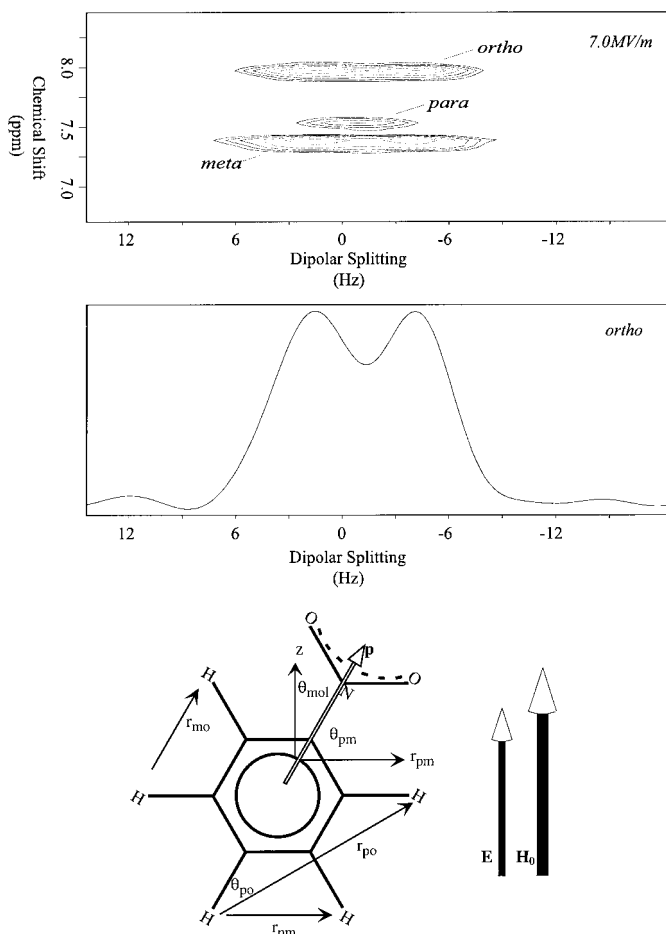 ortho
7.0MV/m
para
meta
8.0
7.5
7.0
Chemical Shift
(ppm)
12 6 0 -6 -12
Dipolar Splitting
(Hz)
ortho
12 6 0 -6 -12
Dipolar Splitting
(Hz)
O
z
p
H
θmol
N
O
rmo
θpm
rpm
H
H
rpo
θpo
E
H0
H
H
rpm